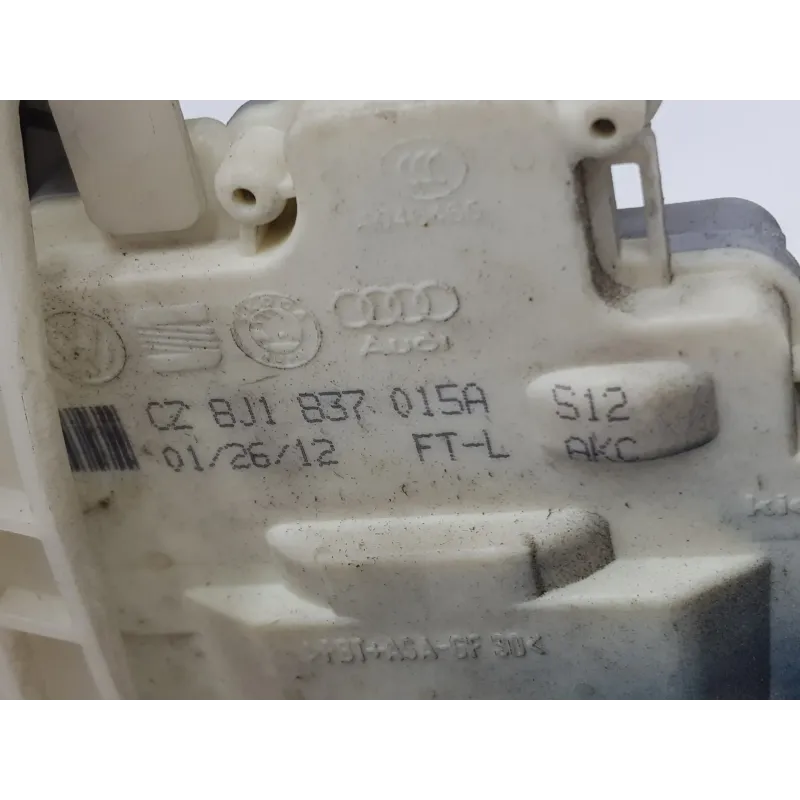 Audi
CZ 8J1 837 015A S12
01/26/12 FT-L AKC